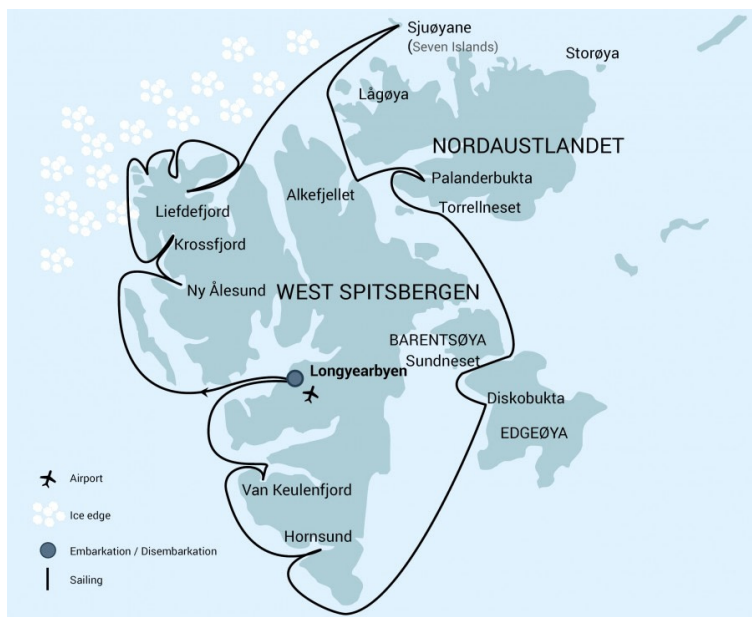 Sjuøyane
(Seven Islands)
Storøya
Lågøya
NORDAUSTLANDET
Palanderbukta
Alkefjellet
Liefdefjord
Torrellneset
Krossfjord
Ny Ålesund
WEST SPITSBERGEN
BARENTSØYA
Sundneset
Longyearbyen
Diskobukta
EDGEØYA
Airport
Van Keulenfjord
Ice edge
Hornsund
Embarkation / Disembarkation
Sailing